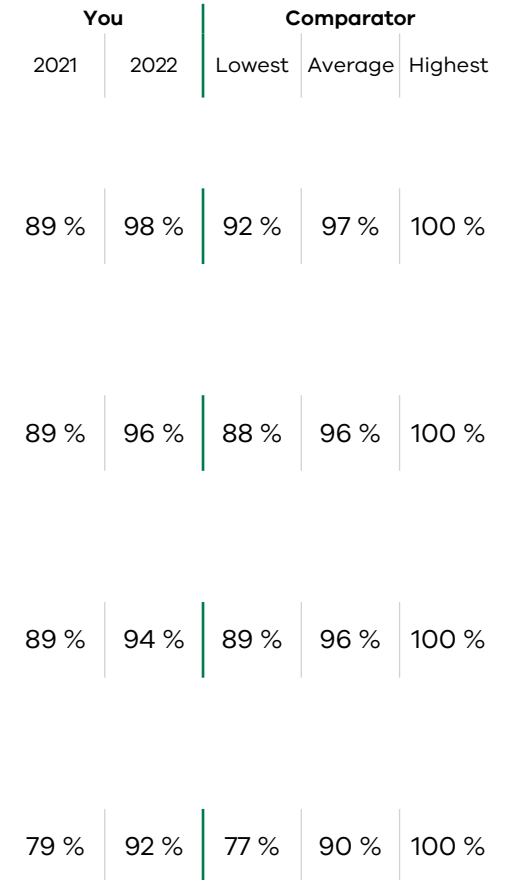 You Comparator
2021 2022 Lowest Average Highest
89 % 98 % 92 % 97 % 100 %
89 % 96 % 88 % 96 % 100 %
89 % 94 % 89 % 96 % 100 %
79 % 92 % 77 % 90 % 100 %